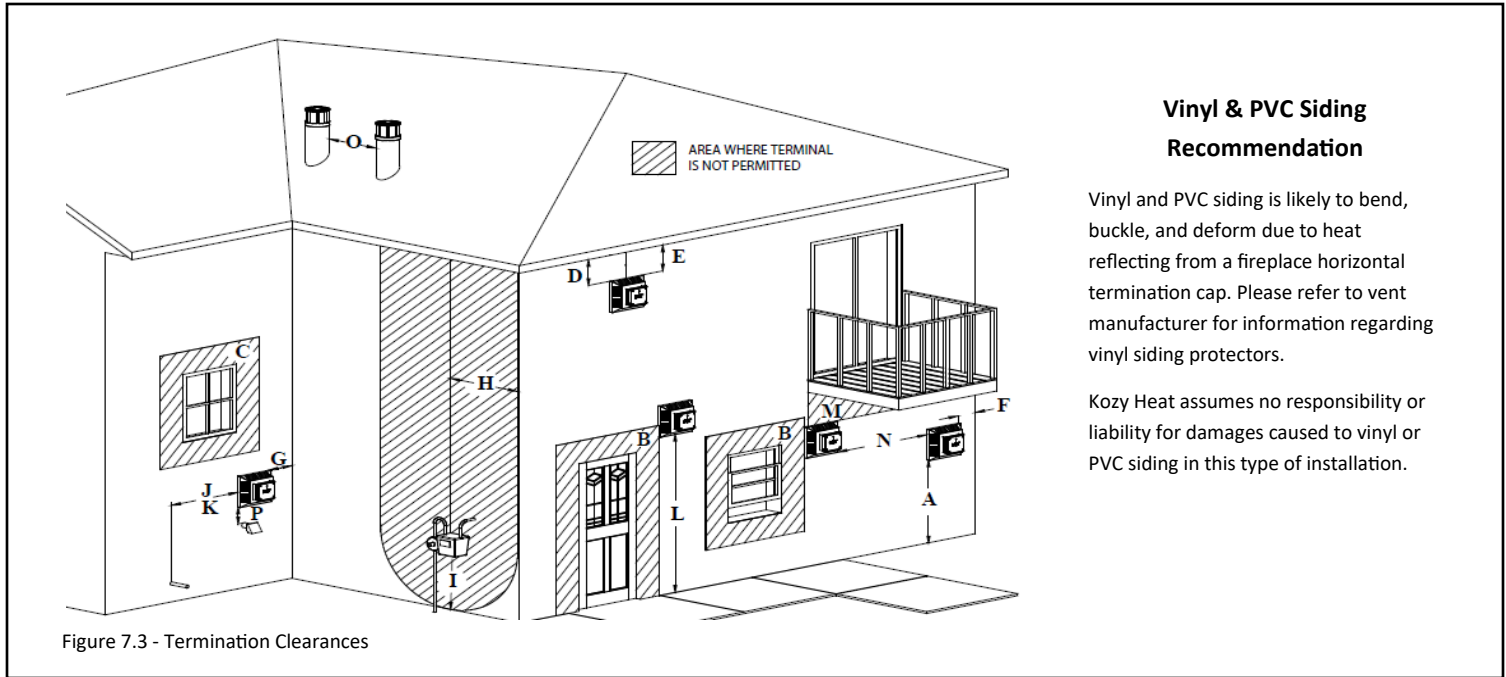 O
AREA WHERE TERMINAL
IS NOT PERMITTED
D
E
C
H
G
J
K
P
I
B
L
B
M
N
F
A
Figure 7.3 - Termination Clearances
Vinyl & PVC Siding
Recommendation
Vinyl and PVC siding is likely to bend,
buckle, and deform due to heat
reflecting from a fireplace horizontal
termination cap. Please refer to vent
manufacturer for information regarding
vinyl siding protectors.
Kozy Heat assumes no responsibility or
liability for damages caused to vinyl or
PVC siding in this type of installation.